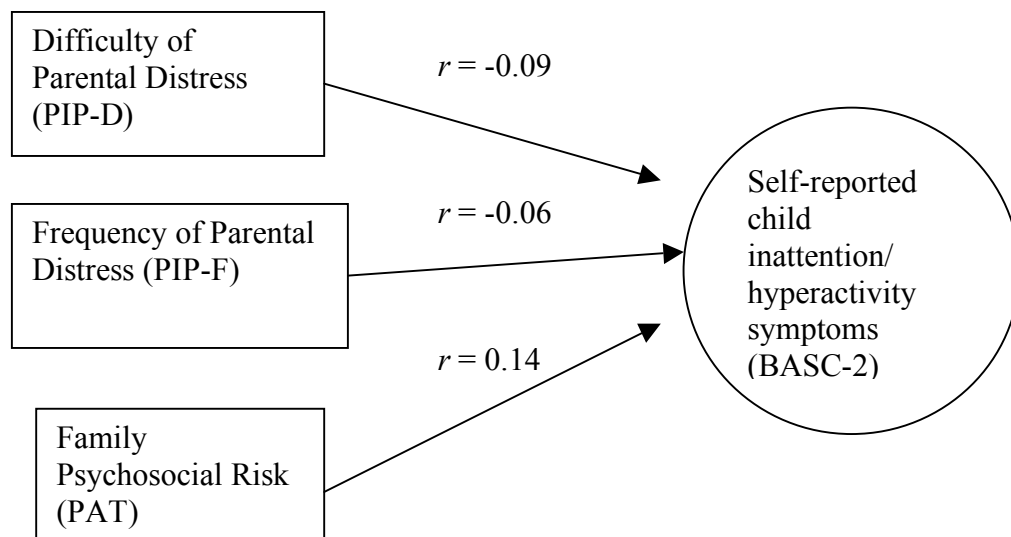 Difficulty of
Parental Distress
(PIP-D)
r = -0.09
Frequency of Parental
Distress (PIP-F)
r = -0.06
Family
Psychosocial Risk
(PAT)
r = 0.14
Self-reported
child
inattention/
hyperactivity
symptoms
(BASC-2)